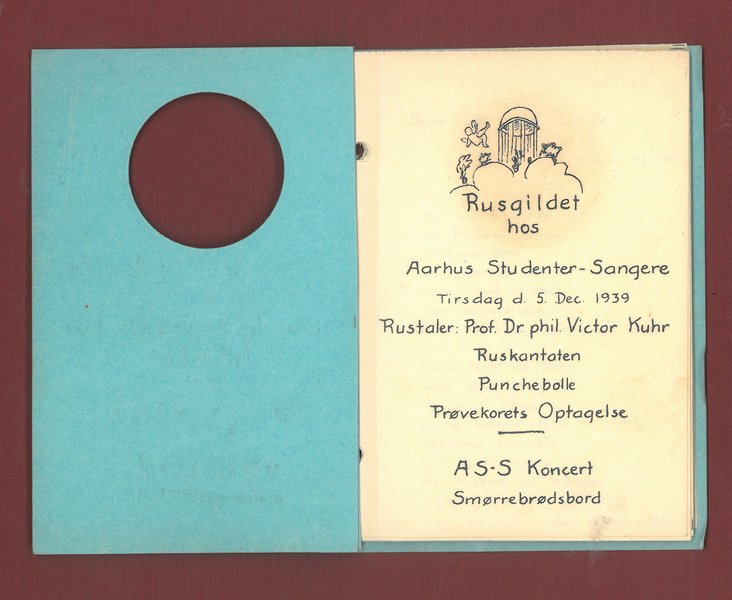 Rusgildet
hos
Aarhus Studenter-Sangere
Tirsdag d. 5. Dec. 1939
Rustaler: Prof. Dr. phil. Victor Kuhr
Ruskantaten
Punchebolle
Prøvekorets Optagelse
AS-S Koncert
Smørrebrødsbord